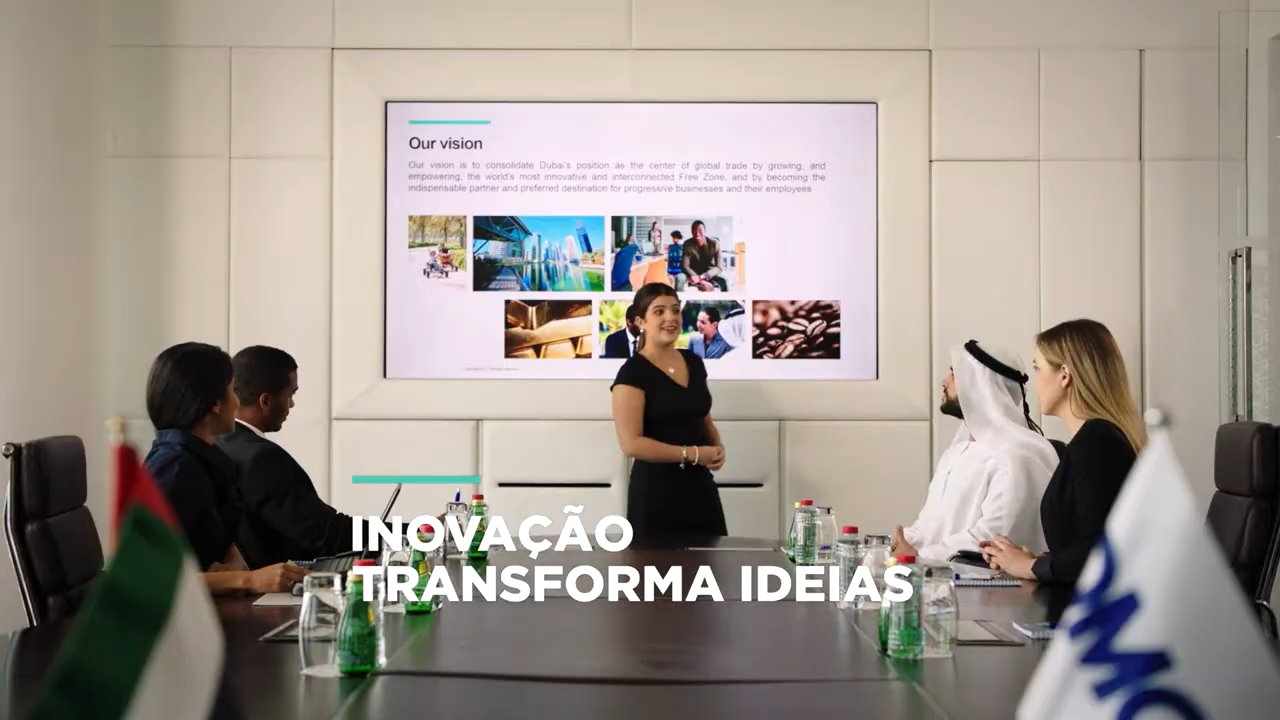 Our vision
Our vision is to consolidate Dubai's position as the center of global trade by growing, and
empowering, the world's most innovative and interconnected Free Zone, and by becoming the
indispensable partner and preferred destination for progressive businesses and their employees
INOVAÇÃO
TRANSFORMA IDEIAS